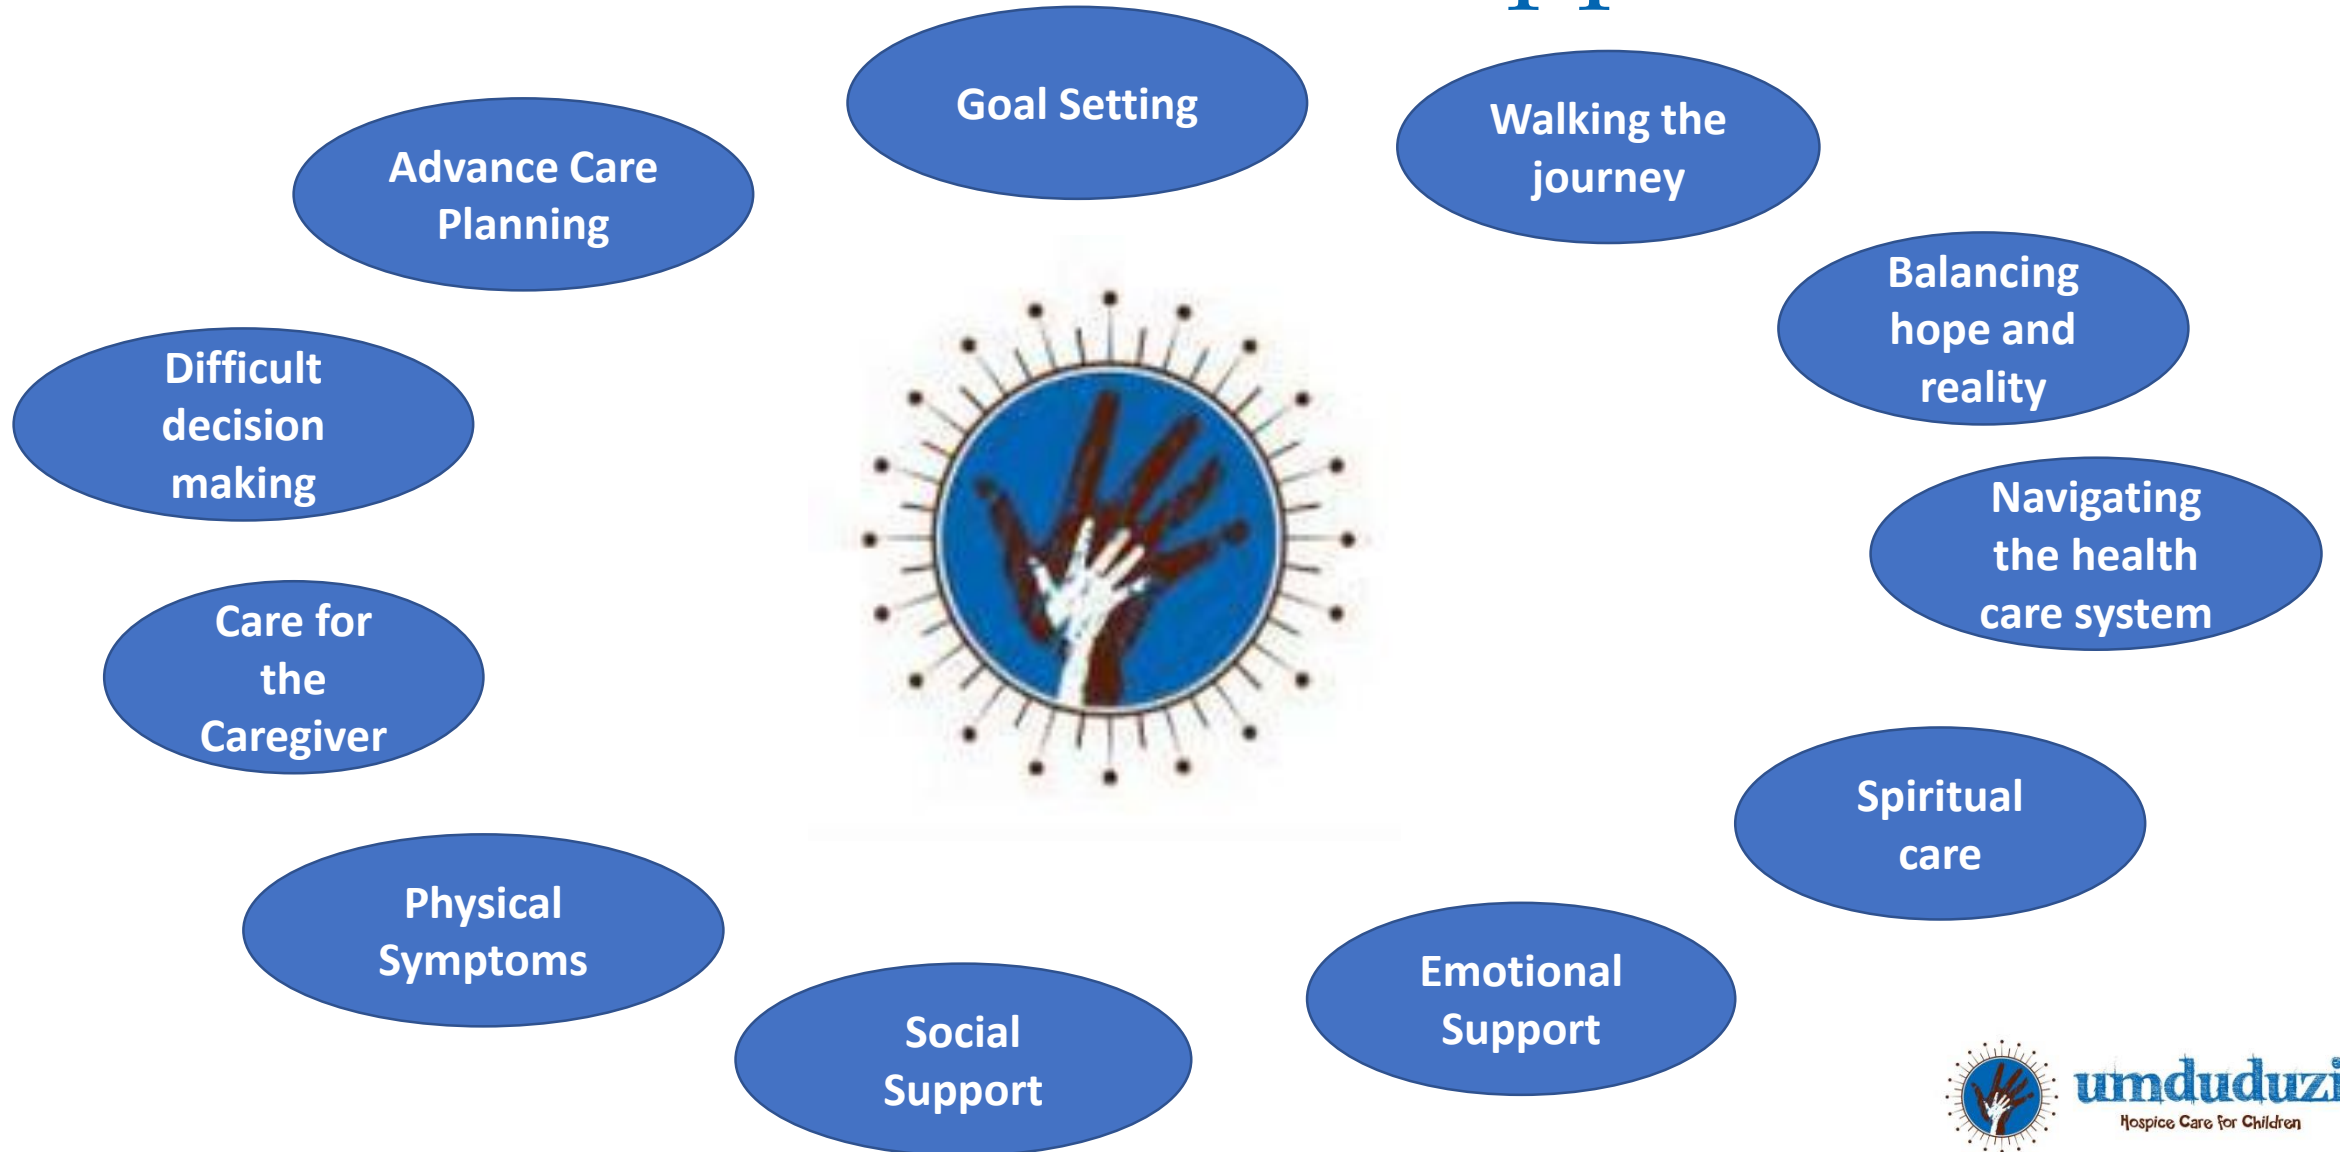 Goal Setting
Walking the
journey
Advance Care
Planning
Balancing
hope and
reality
Difficult
decision
making
Navigating
the health
care system
Care for
the
Caregiver
Spiritual
care
Physical
Symptoms
Emotional
Support
Social
Support
umduduzi
Hospice Care for Children